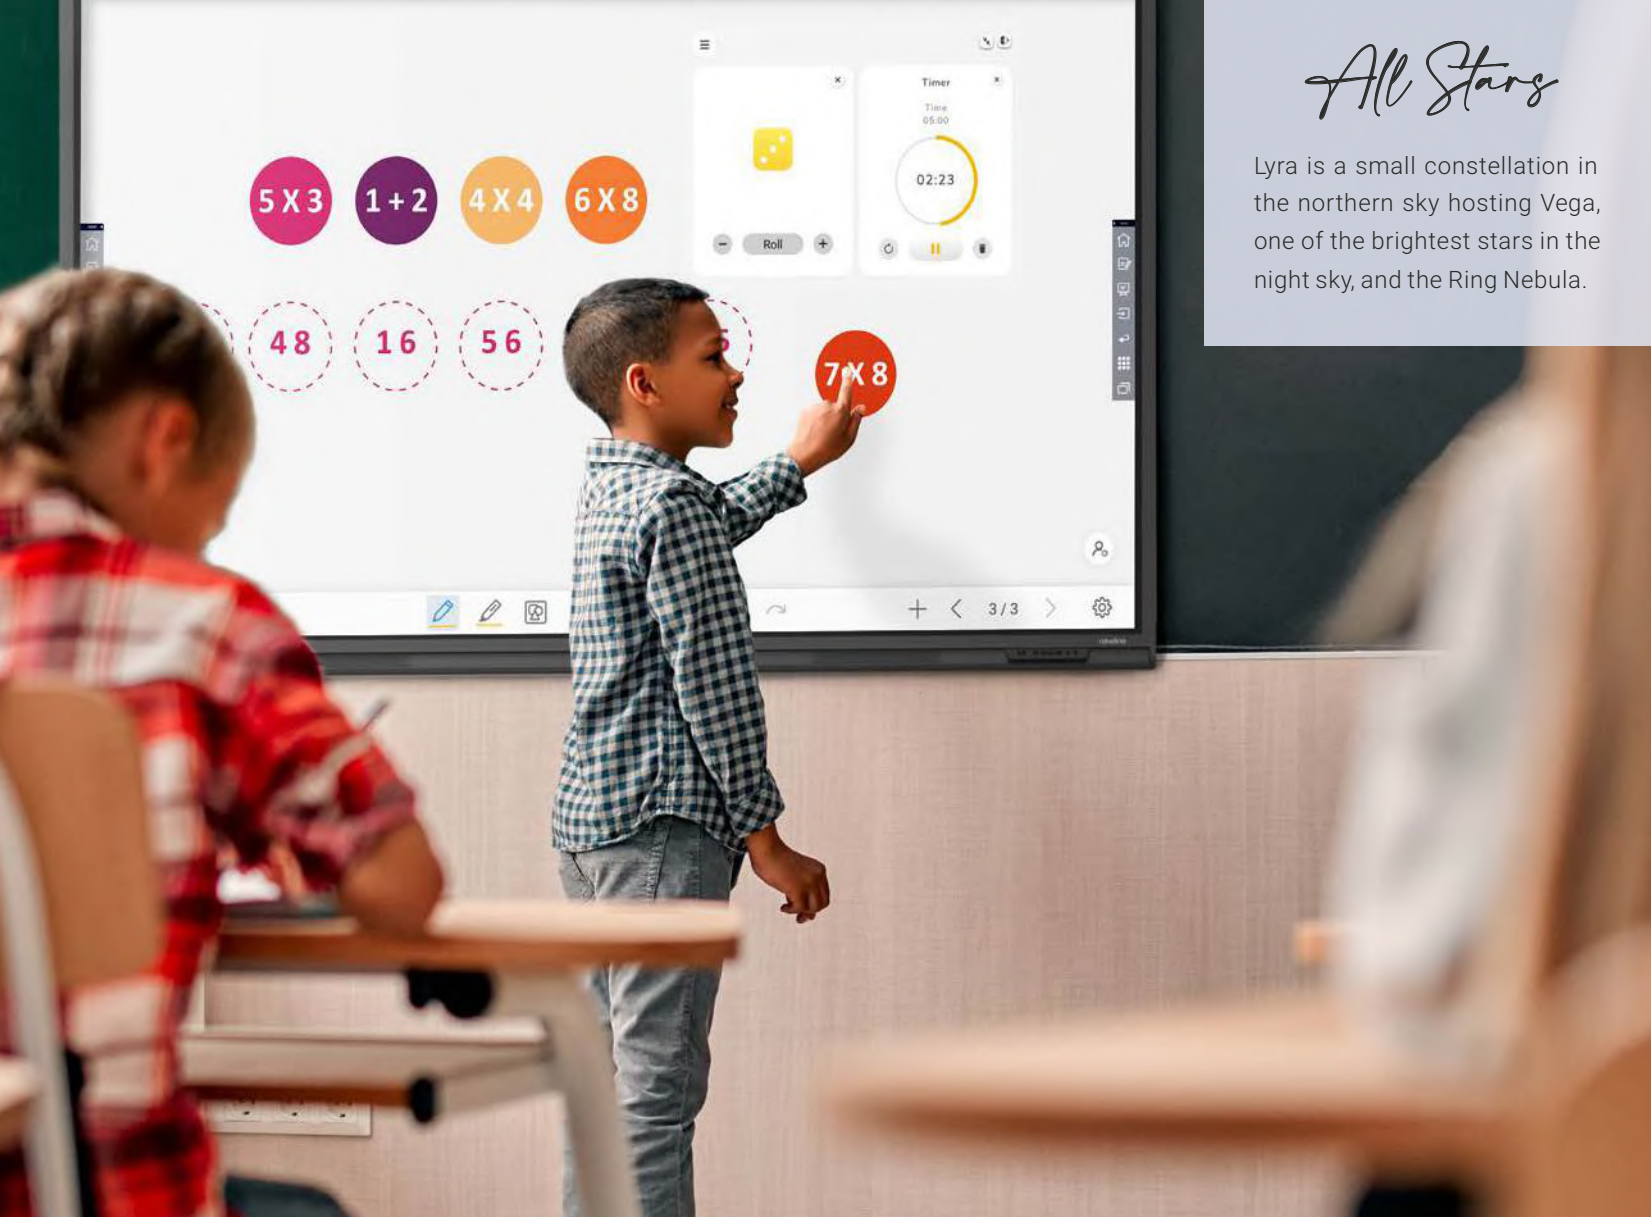 All Stars
Lyra is a small constellation in
the northern sky hosting Vega,
one of the brightest stars in the
night sky, and the Ring Nebula.
Timer
Time
05:00
02:23
Roll
5 X 3
1 + 2
4 X 4
6 X 8
48
16
56
7 X 8
3 / 3
newline